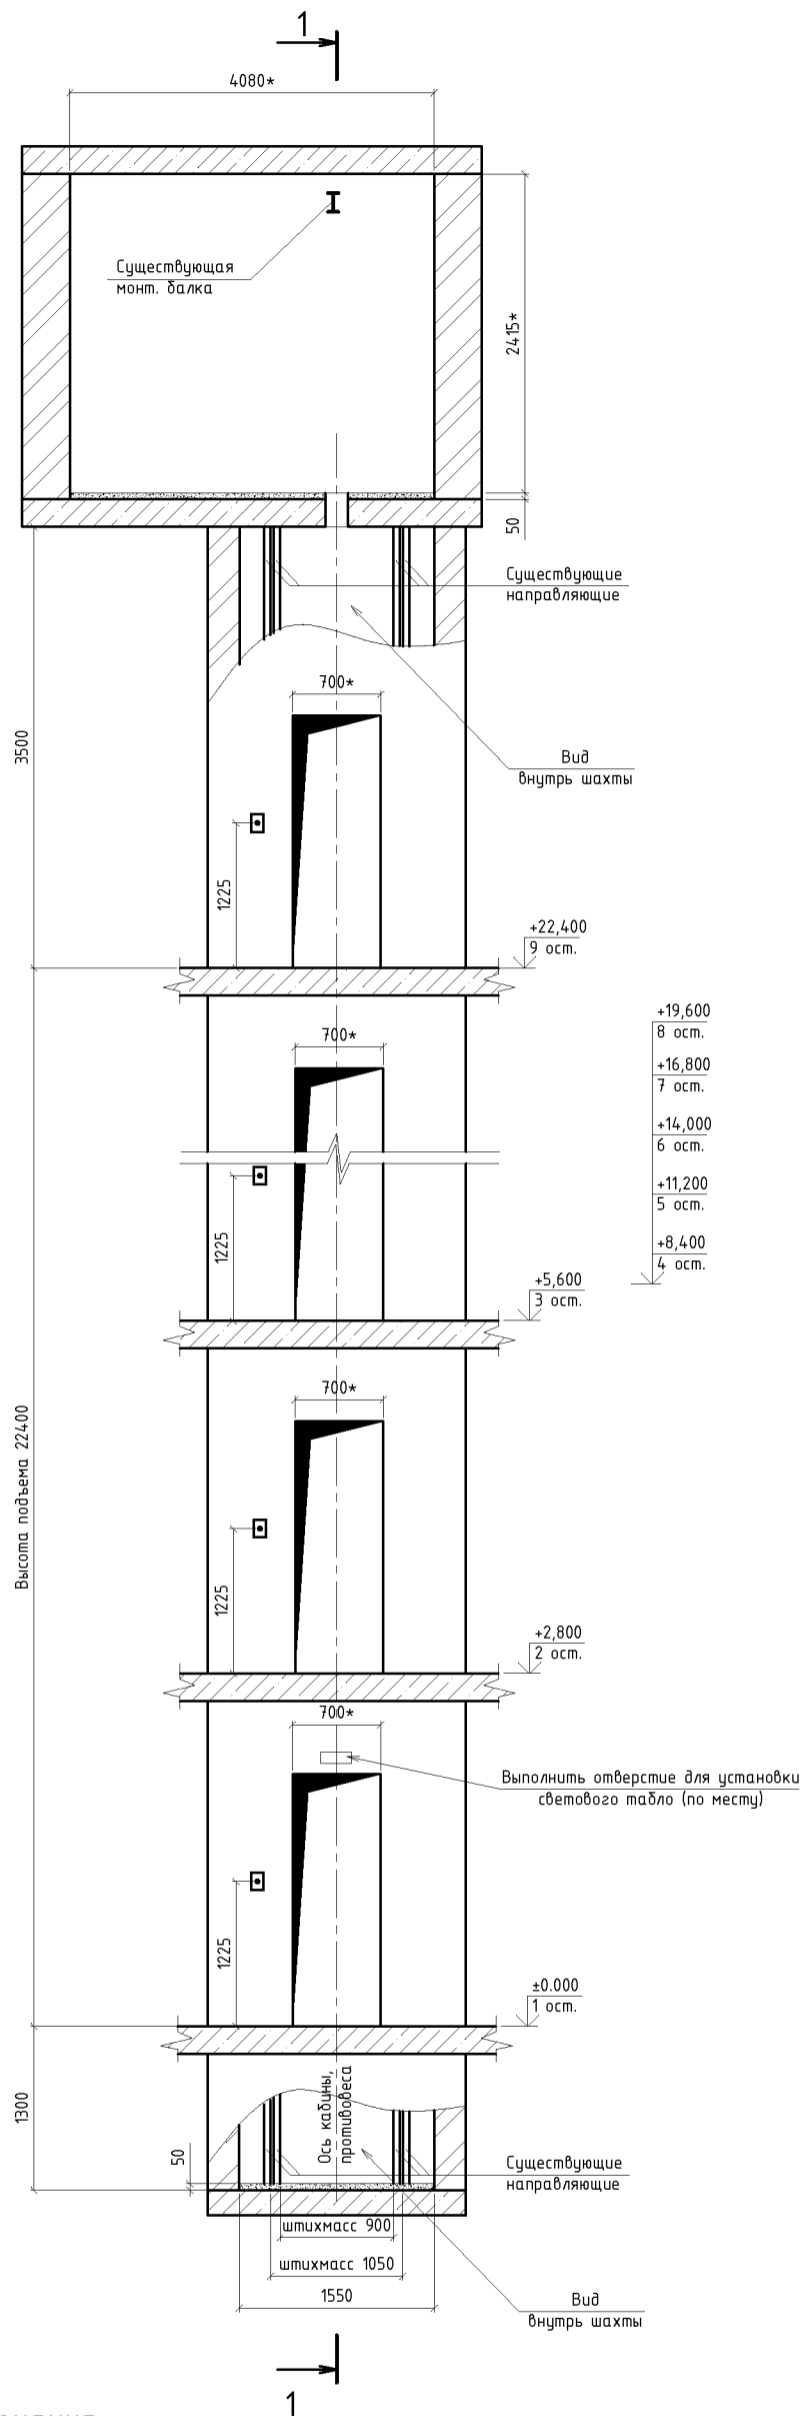 1
4080*
Существующая
монт. балка
2415*
50
Существующие
направляющие
700*
3500
Вид
внутрь шахты
1225
+22,400
9 ост.
+19,600
8 ост.
700*
+16,800
7 ост.
+14,000
6 ост.
+11,200
5 ост.
1225
+8,400
4 ост.
+5,600
3 ост.
700*
Высота подъема 22400
1225
+2,800
2 ост.
700*
Выполнить отверстие для установки
светового табло (по месту)
1225
±0.000
1 ост.
1300
Ось кабины,
противовеса
50
Существующие
направляющие
штихмасс 900
штихмасс 1050
1550
Вид
внутрь шахты
1